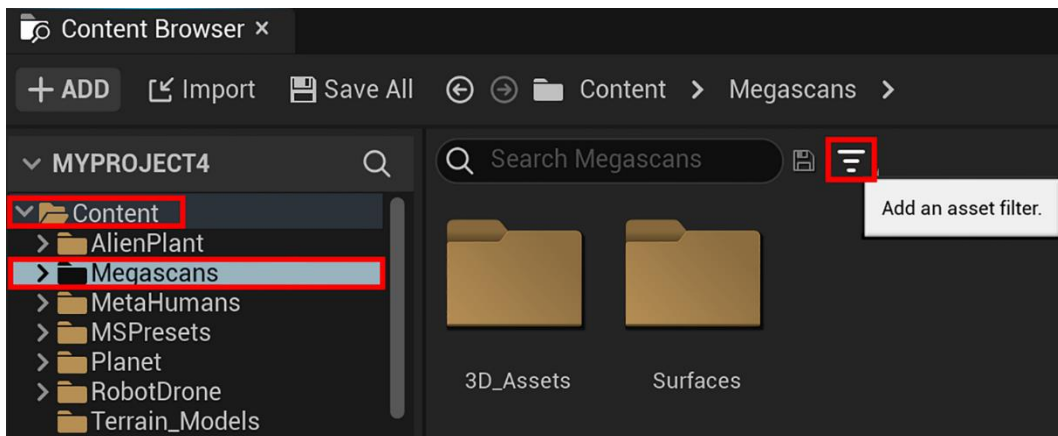 Content Browser ×
+ ADD Import Save All Content > Megascans >
MYPROJECT4
Search Megascans
Add an asset filter.
Content
AlienPlant
Megascans
MetaHumans
MSPresets
Planet
RobotDrone
Terrain_Models
3D_Assets Surfaces